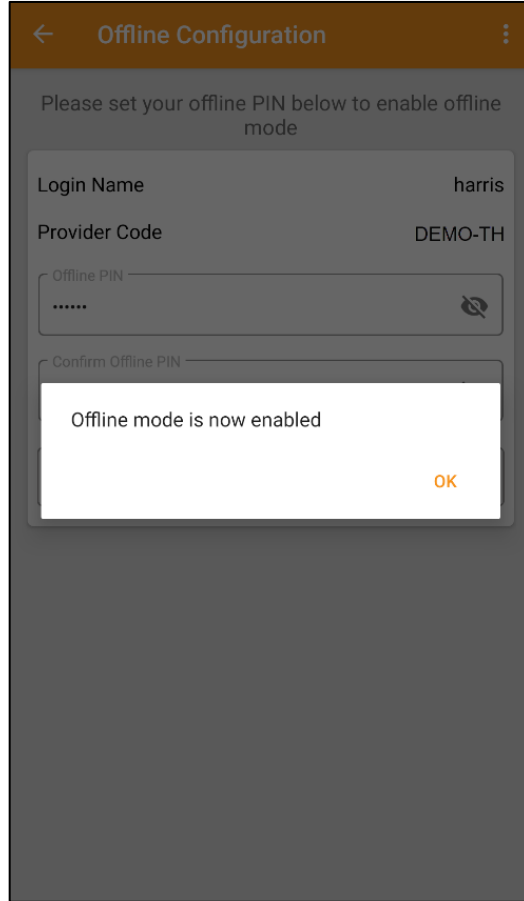 Offline Configuration
Please set your offline PIN below to enable offline
mode
Login Name harris
Provider Code DEMO-TH
Offline PIN
••••••
Confirm Offline PIN
Offline mode is now enabled
OK